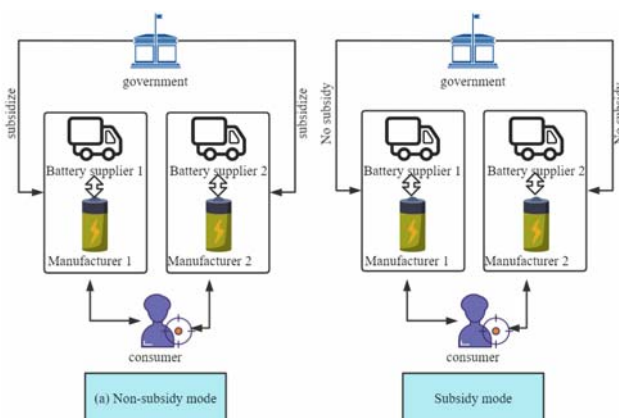 government
subsidize
subsidize
Battery supplier 1
Battery supplier 2
Manufacturer 1
Manufacturer 2
consumer
(a) Non-subsidy mode
government
No subsidy
No subsidy
Battery supplier 1
Battery supplier 2
Manufacturer 1
Manufacturer 2
consumer
Subsidy mode